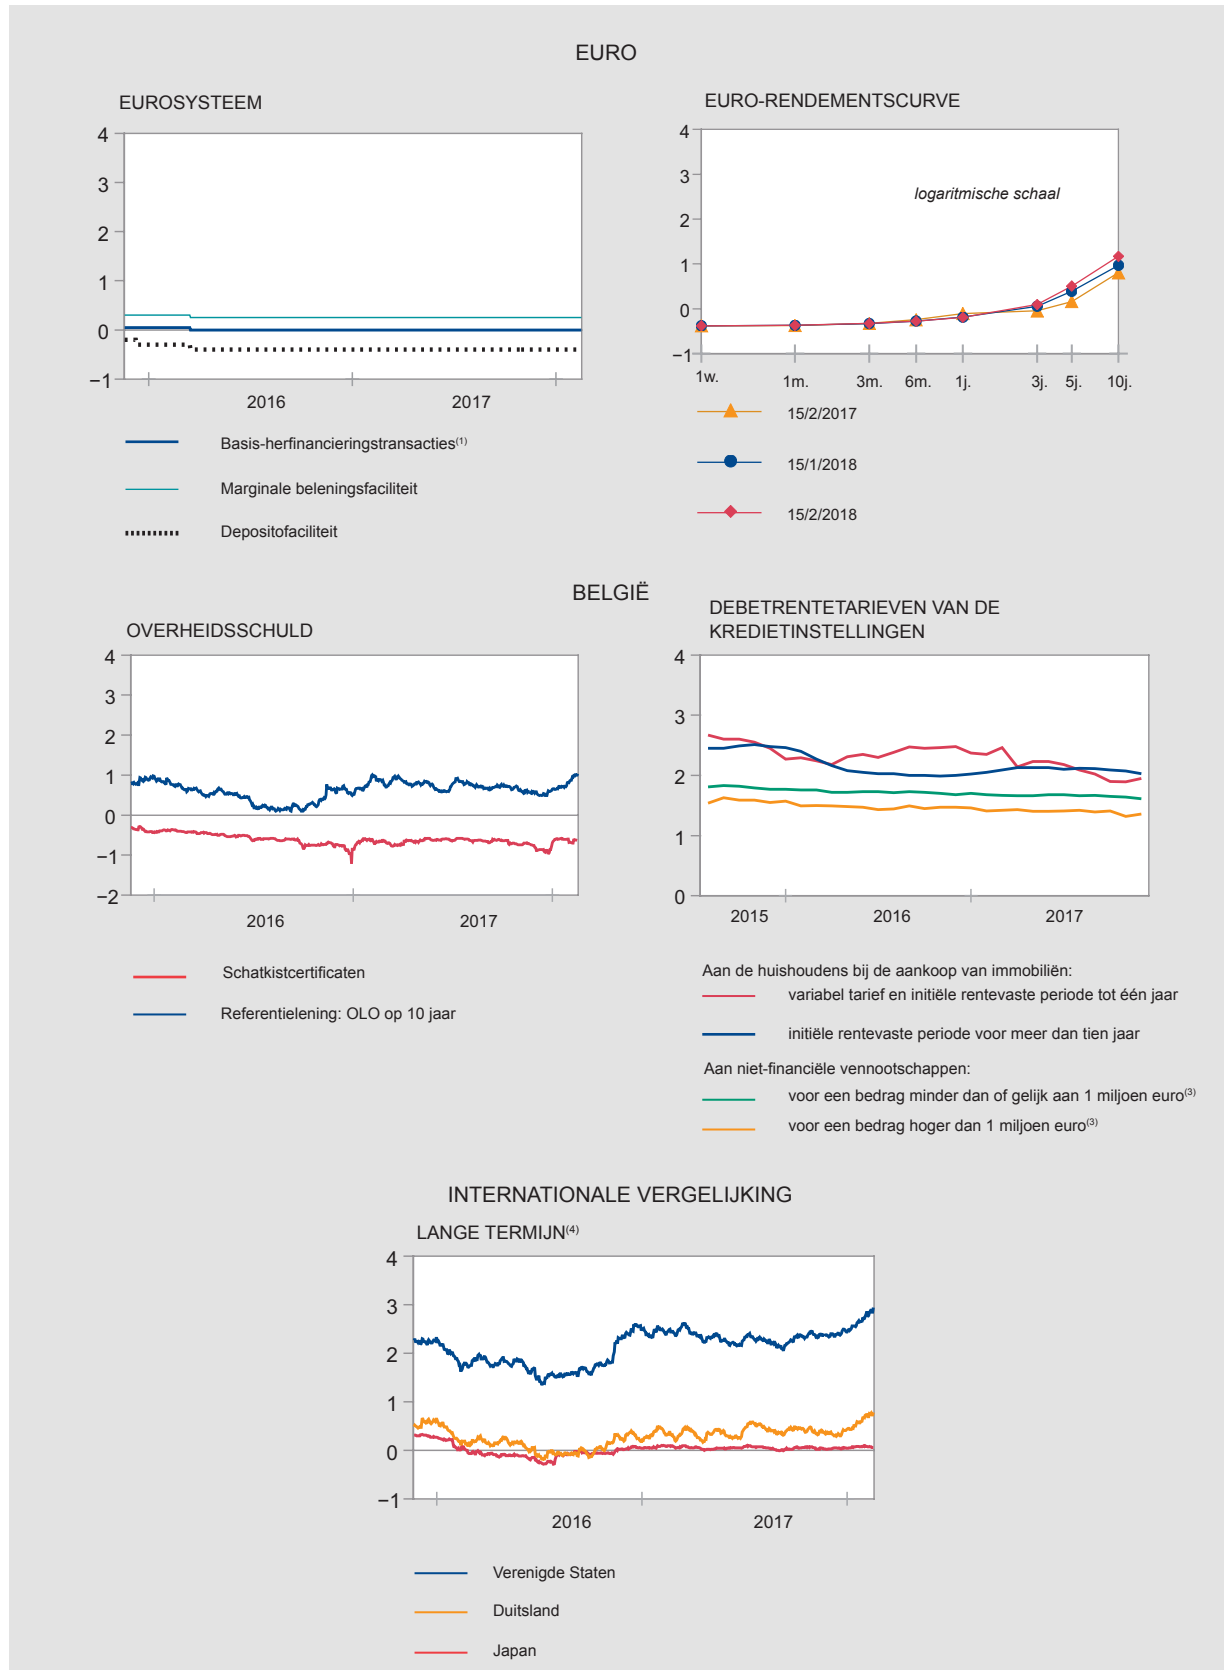 EURO
EUROSYSTEEM
4
3
2
1
0
−1
2016
2017
Basis-herfinancieringstransacties(1)
Marginale beleningsfaciliteit
Depositofaciliteit
EURO-RENDEMENTSCURVE
4
3
2
1
0
−1
logaritmische schaal
1w.
1m.
3m.
6m.
1j.
3j.
5j.
10j.
15/2/2017
15/1/2018
15/2/2018
BELGIË
OVERHEIDSSCHULD
4
3
2
1
0
−1
−2
2016
2017
Schatkistcertificaten
Referentielening: OLO op 10 jaar
DEBETRENTETARIEVEN VAN DE
KREDIETINSTELLINGEN
4
3
2
1
0
2015
2016
2017
Aan de huishoudens bij de aankoop van immobiliën:
variabel tarief en initiële rentevaste periode tot één jaar
initiële rentevaste periode voor meer dan tien jaar
Aan niet-financiële vennootschappen:
voor een bedrag minder dan of gelijk aan 1 miljoen euro(3)
voor een bedrag hoger dan 1 miljoen euro(3)
INTERNATIONALE VERGELIJKING
LANGE TERMIJN(4)
4
3
2
1
0
−1
2016
2017
Verenigde Staten
Duitsland
Japan